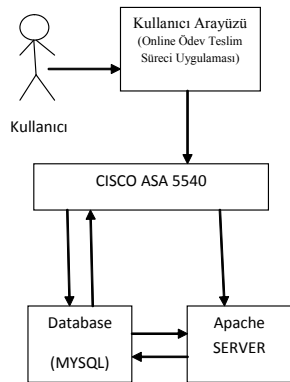 Kullanıcı Arayüzü
(Online Ödev Teslim
Süreci Uygulaması)
Kullanıcı
CISCO ASA 5540
Database
(MYSQL)
Apache
SERVER